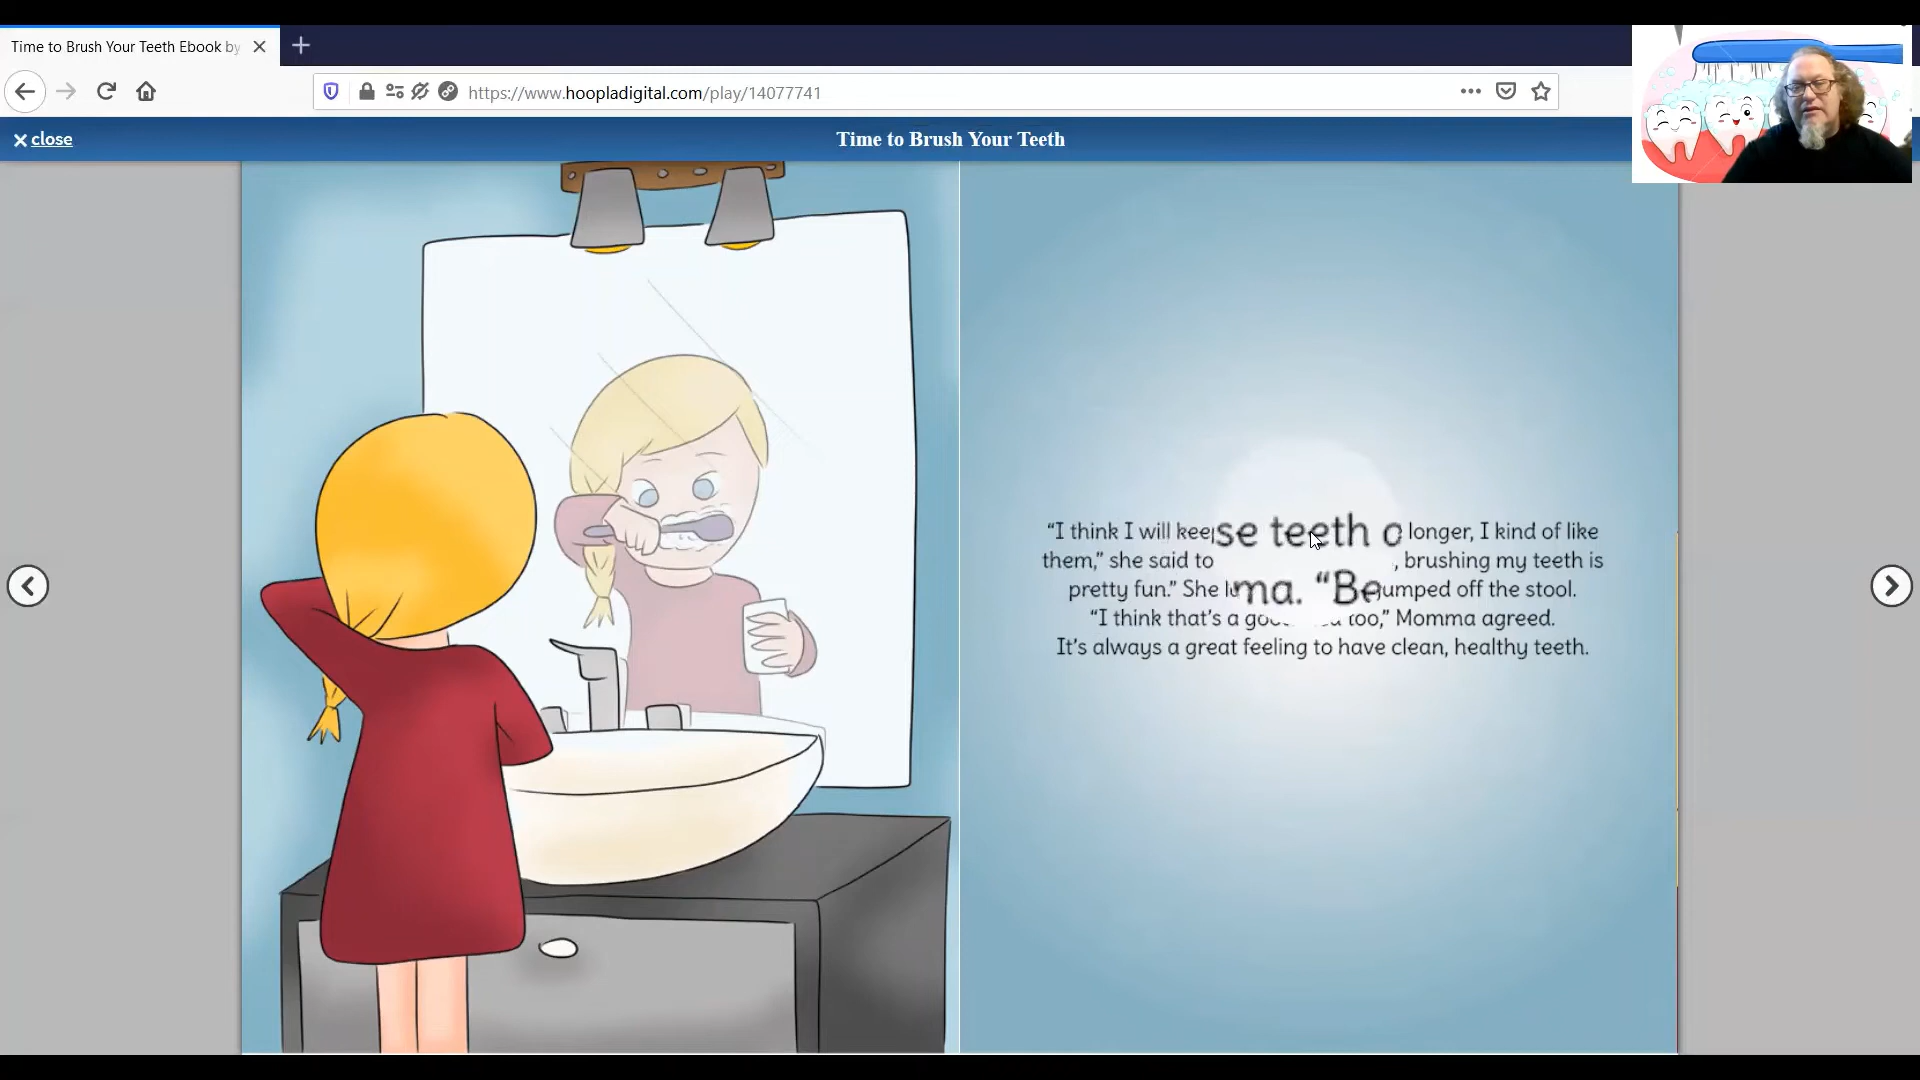 Time to Brush Your Teeth Ebook by
https://www.hoopladigital.com/play/14077741
close
Time to Brush Your Teeth
“I think I will keep se teeth longer, I kind of like
them,” she said to , brushing my teeth is
pretty fun.” She ma. “Be jumped off the stool.
“I think that’s a too,” Momma agreed.
It’s always a great feeling to have clean, healthy teeth.